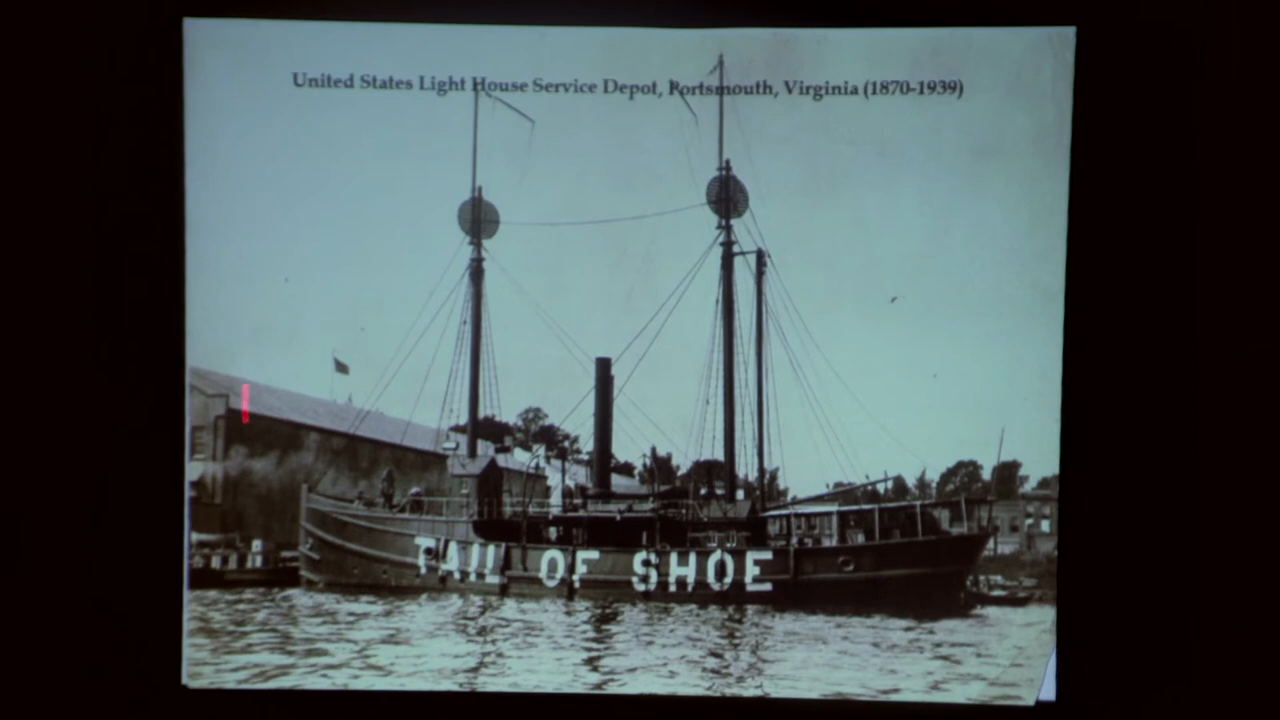 United States Light House Service Depot, Portsmouth, Virginia (1870-1939)
TAIL OF SHOE